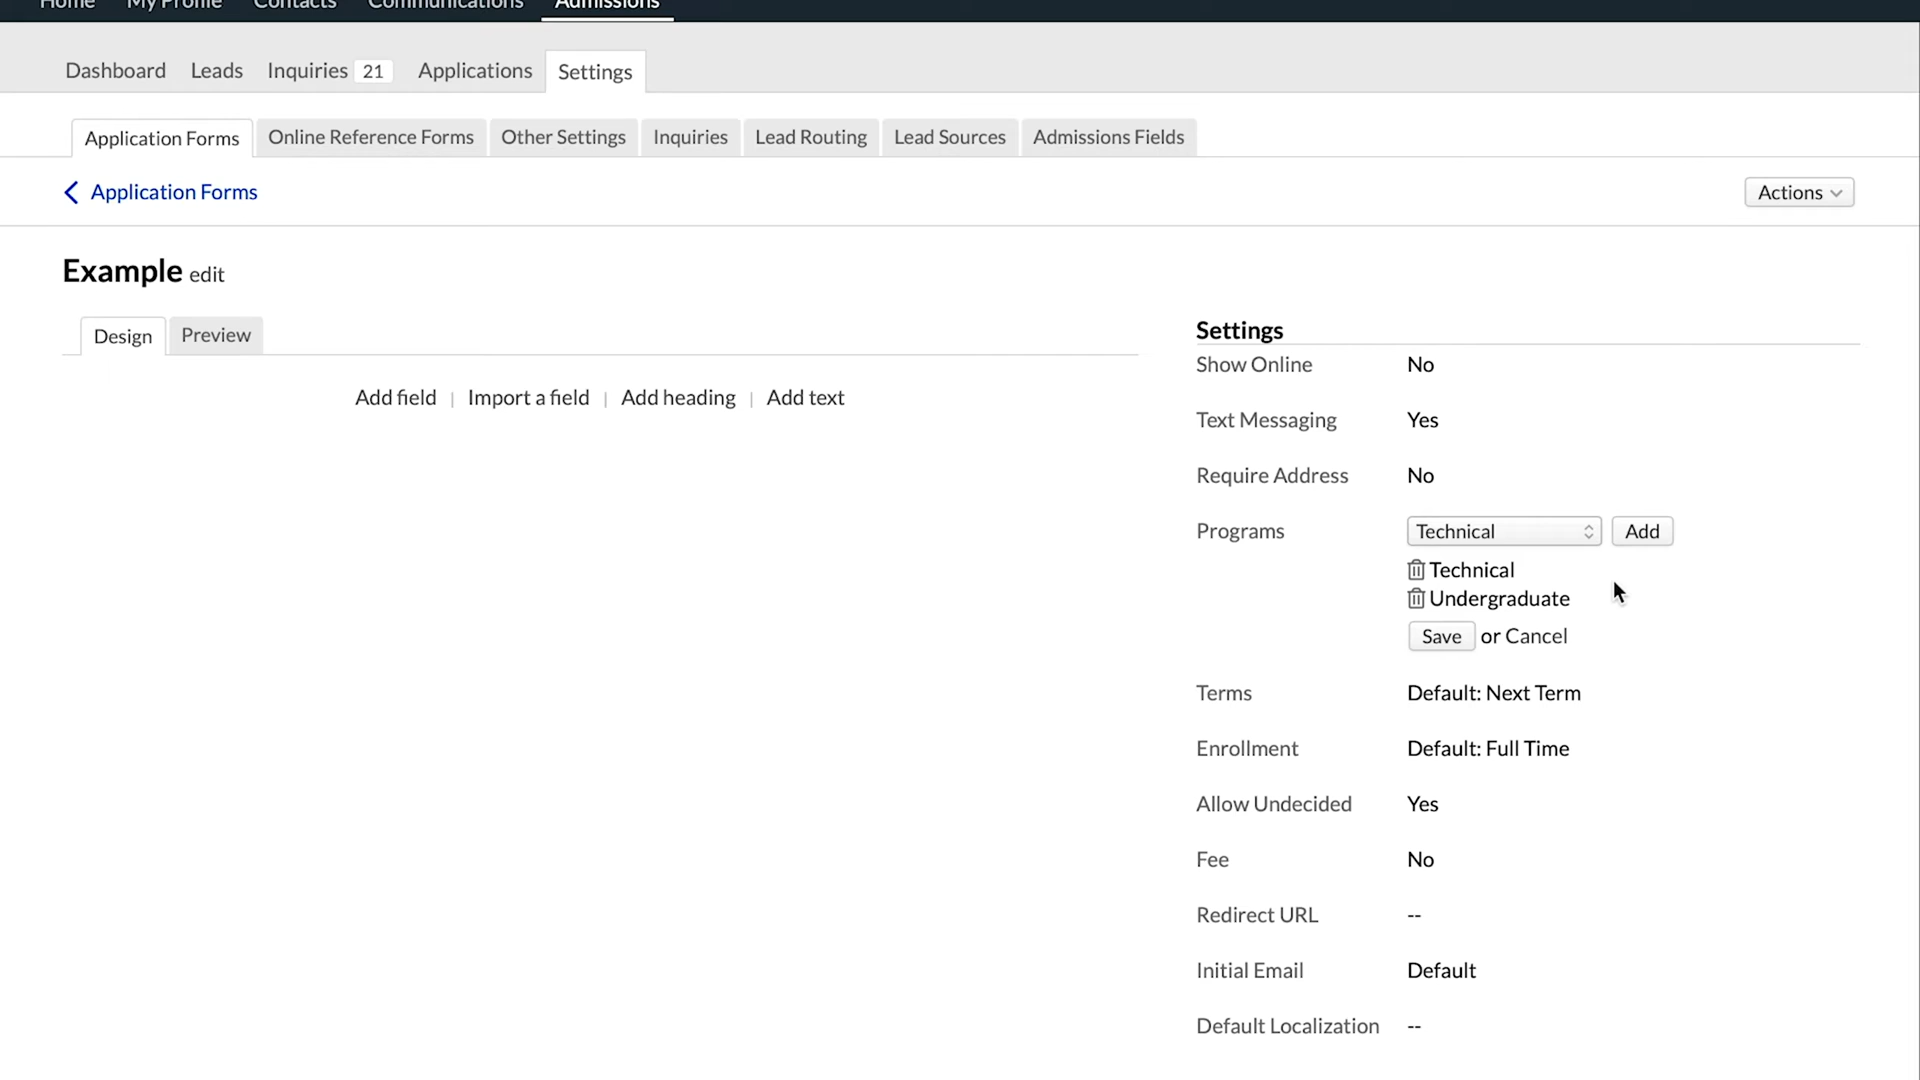 Home My Profile Contacts Communications Admissions
Dashboard Leads Inquiries 21 Applications Settings
Application Forms Online Reference Forms Other Settings Inquiries Lead Routing Lead Sources Admissions Fields
Application Forms Actions
Example edit
Design Preview
Add field | Import a field | Add heading | Add text
Settings
Show Online No
Text Messaging Yes
Require Address No
Programs Technical Add
Technical
Undergraduate
Save or Cancel
Terms Default: Next Term
Enrollment Default: Full Time
Allow Undecided Yes
Fee No
Redirect URL --
Initial Email Default
Default Localization --